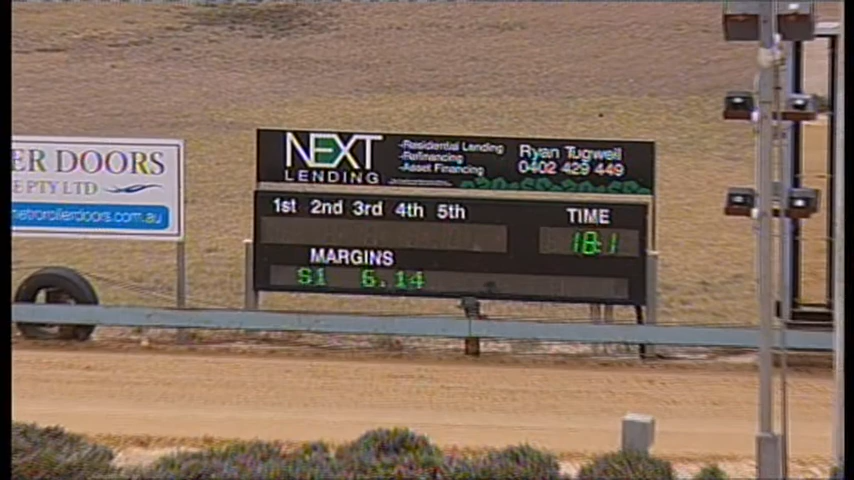 ER DOORS
E PTY LTD
metrorollerdoors.com.au
NEXT
LENDING
-Residential Lending
-Refinancing
-Asset Financing
Ryan Tugwell
0402 429 449
1st 2nd 3rd 4th 5th
TIME
18:1
MARGINS
S1 6.14